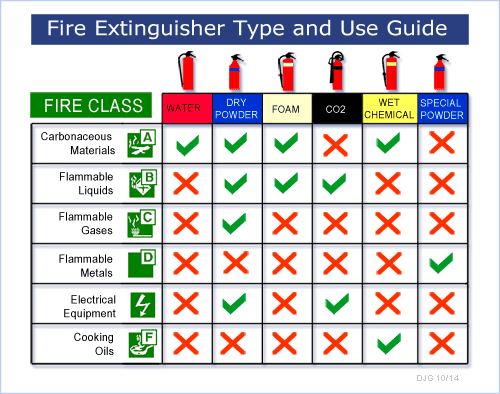 Fire Extinguisher Type and Use Guide
FIRE CLASS
WATER
DRY
POWDER
FOAM
CO2
WET
CHEMICAL
SPECIAL
POWDER
Carbonaceous
Materials
A
Flammable
Liquids
B
Flammable
Gases
C
Flammable
Metals
D
Electrical
Equipment
Cooking
Oils
F
DJG 10/14